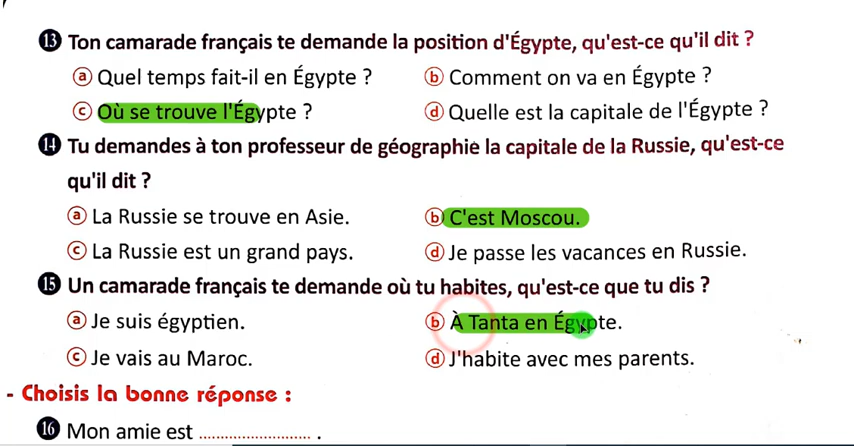 13 Ton camarade français te demande la position d'Égypte, qu'est-ce qu'il dit ?
a Quel temps fait-il en Égypte ? b Comment on va en Égypte ?
c Où se trouve l'Égypte ? d Quelle est la capitale de l'Égypte ?
14 Tu demandes à ton professeur de géographie la capitale de la Russie, qu'est-ce
qu'il dit ?
a La Russie se trouve en Asie. b C'est Moscou.
c La Russie est un grand pays. d Je passe les vacances en Russie.
15 Un camarade français te demande où tu habites, qu'est-ce que tu dis ?
a Je suis égyptien. b À Tanta en Égypte.
c Je vais au Maroc. d J'habite avec mes parents.
- Choisis la bonne réponse :
16 Mon amie est ........................... .